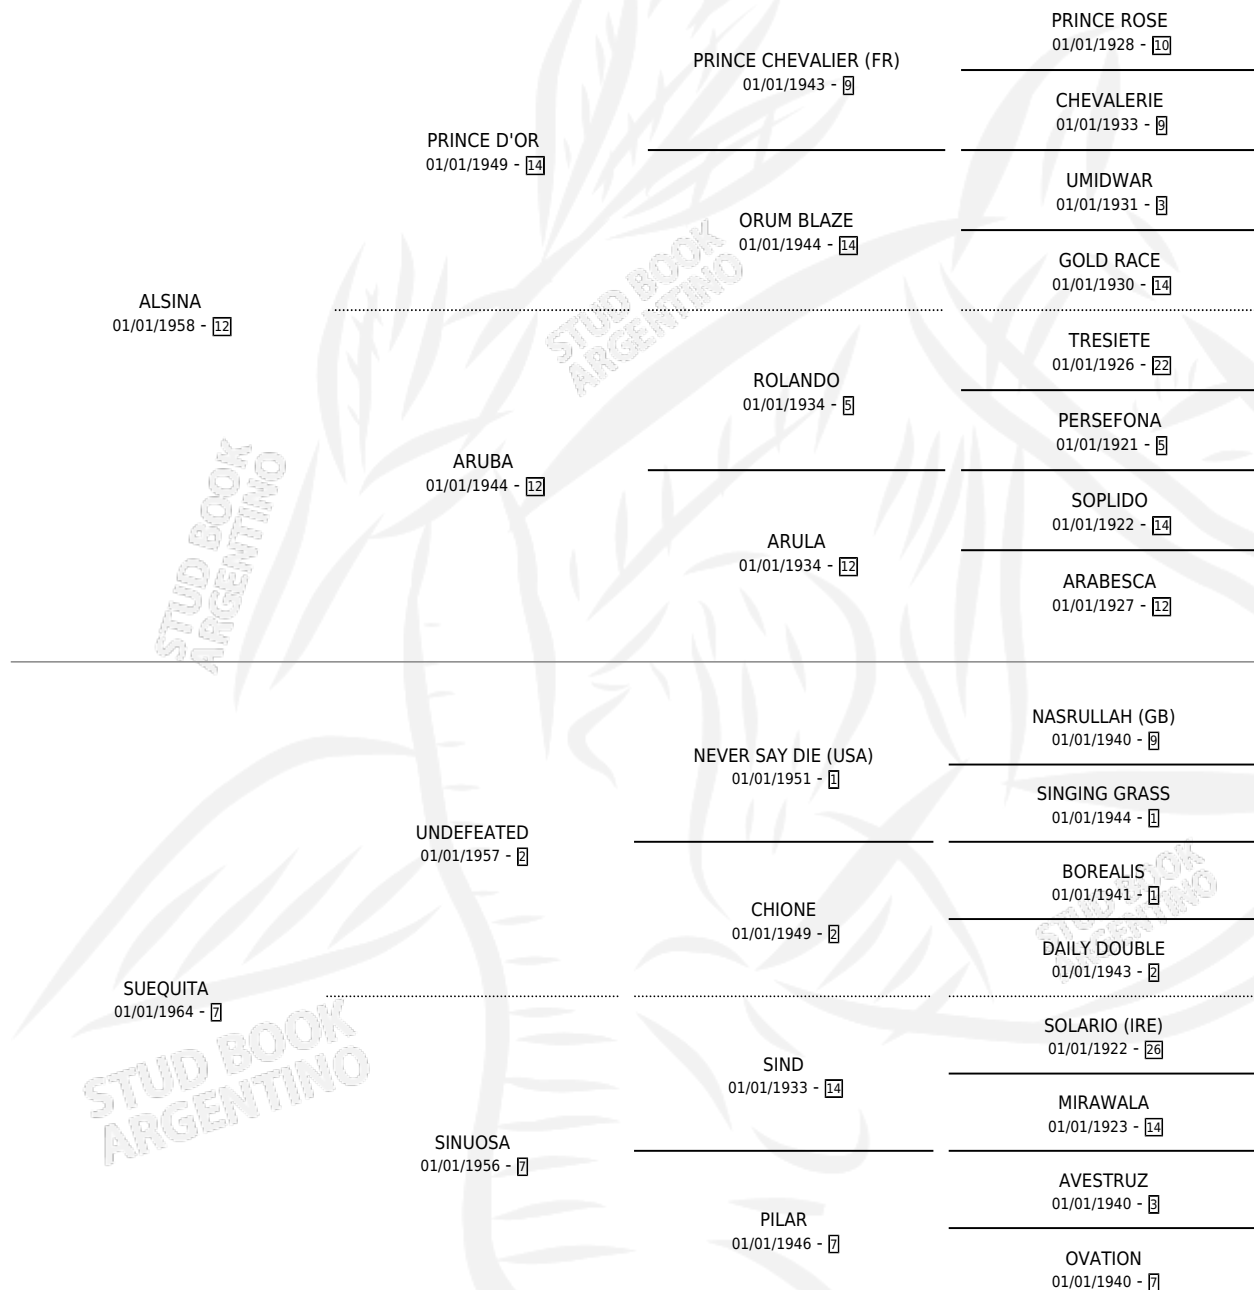 PRINCE ROSE
01/01/1928 - 10
PRINCE CHEVALIER (FR)
01/01/1943 - 9
CHEVALERIE
01/01/1933 - 9
PRINCE D'OR
01/01/1949 - 14
UMIDWAR
01/01/1931 - 3
ORUM BLAZE
01/01/1944 - 14
GOLD RACE
01/01/1930 - 14
ALSINA
01/01/1958 - 12
TRESIETE
01/01/1926 - 22
ROLANDO
01/01/1934 - 5
PERSEFONA
01/01/1921 - 5
ARUBA
01/01/1944 - 12
SOPLIDO
01/01/1922 - 14
ARULA
01/01/1934 - 12
ARABESCA
01/01/1927 - 12
NASRULLAH (GB)
01/01/1940 - 9
NEVER SAY DIE (USA)
01/01/1951 - 1
SINGING GRASS
01/01/1944 - 1
UNDEFEATED
01/01/1957 - 2
BOREALIS
01/01/1941 - 1
CHIONE
01/01/1949 - 2
DAILY DOUBLE
01/01/1943 - 2
SUEQUITA
01/01/1964 - 7
SOLARIO (IRE)
01/01/1922 - 26
SIND
01/01/1933 - 14
MIRAWALA
01/01/1923 - 14
SINUOSA
01/01/1956 - 7
AVESTRUZ
01/01/1940 - 3
PILAR
01/01/1946 - 7
OVATION
01/01/1940 - 7
STUD BOOK
ARGENTINO
STUD BOOK
ARGENTINO
STUD BOOK
ARGENTINO
STUD BOOK
ARGENTINO